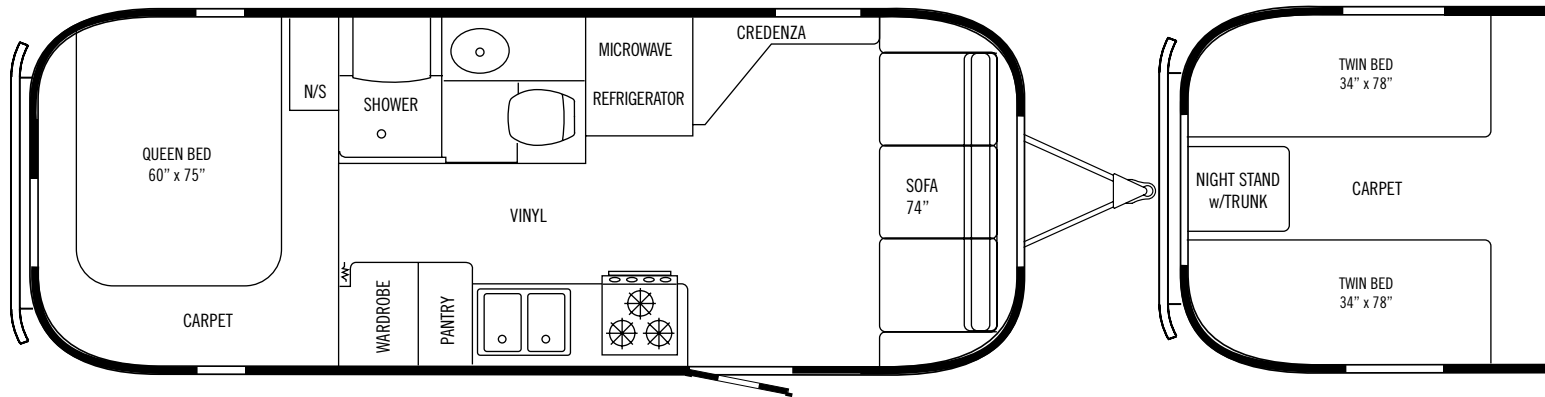 QUEEN BED
60” x 75”
N/S
SHOWER
MICROWAVE
REFRIGERATOR
CREDENZA
SOFA
74”
VINYL
CARPET
WARDROBE
PANTRY
TWIN BED
34” x 78”
NIGHT STAND
w/TRUNK
CARPET
TWIN BED
34” x 78”